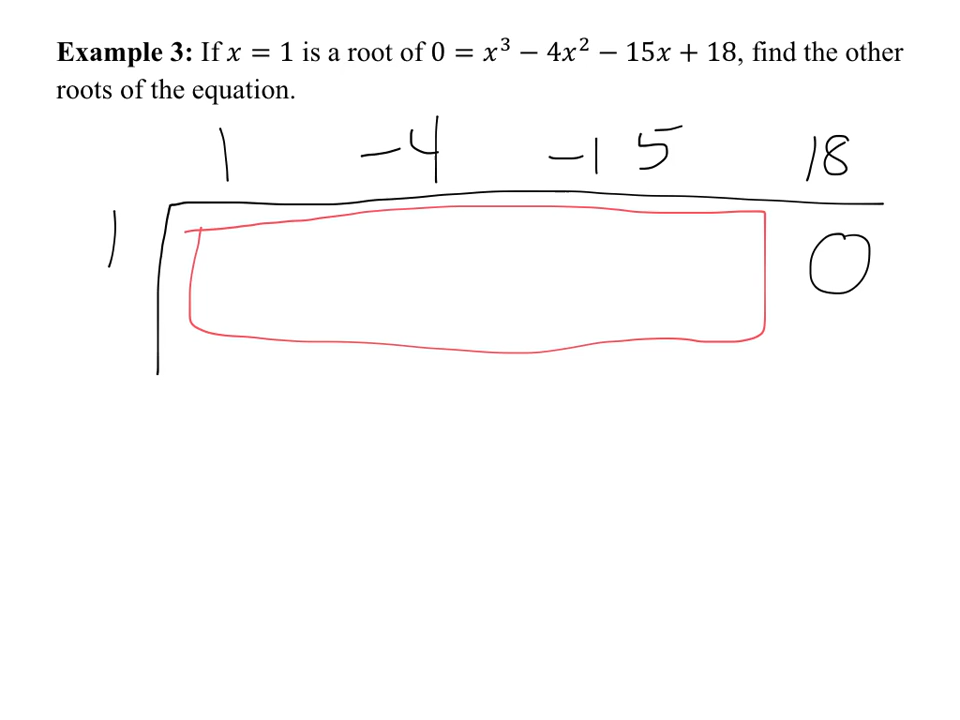 Example 3: If x = 1 is a root of 0 = x³ − 4x² − 15x + 18, find the other
roots of the equation.
1 -4 -15 18
1 0